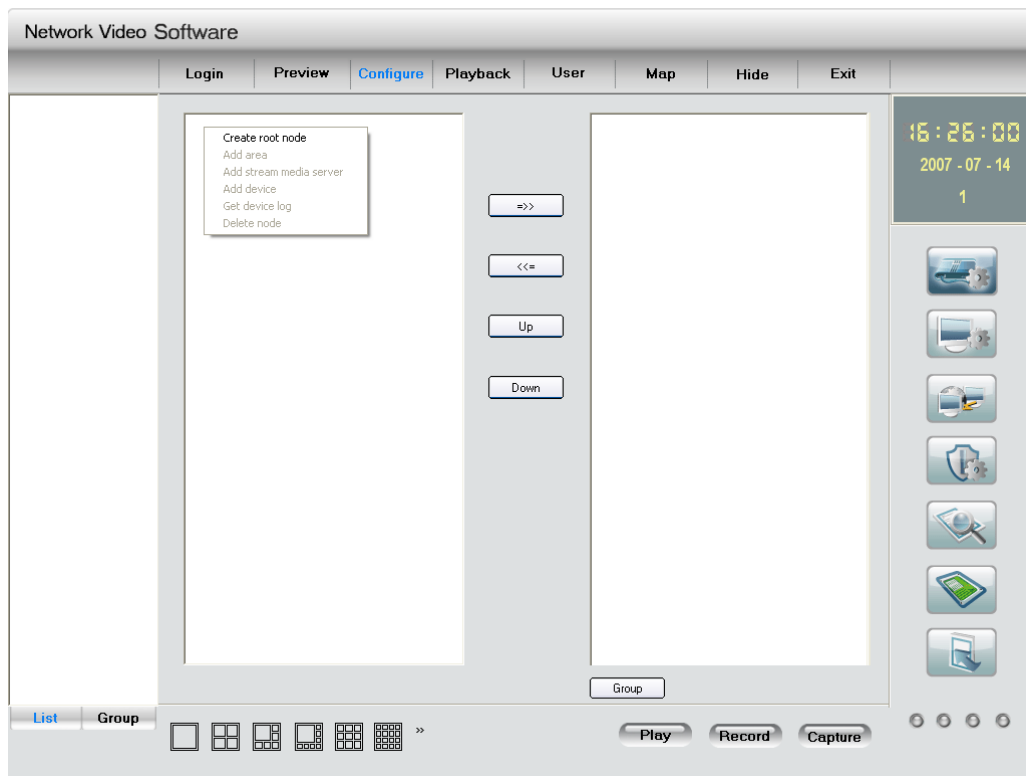 Network Video Software
Login Preview Configure Playback User Map Hide Exit
16:26:00
2007 - 07 - 14
1
Create root node
Add area
Add stream media server
Add device
Get device log
Delete node
=>>
<<=
Up
Down
Group
List Group
»
Play Record Capture